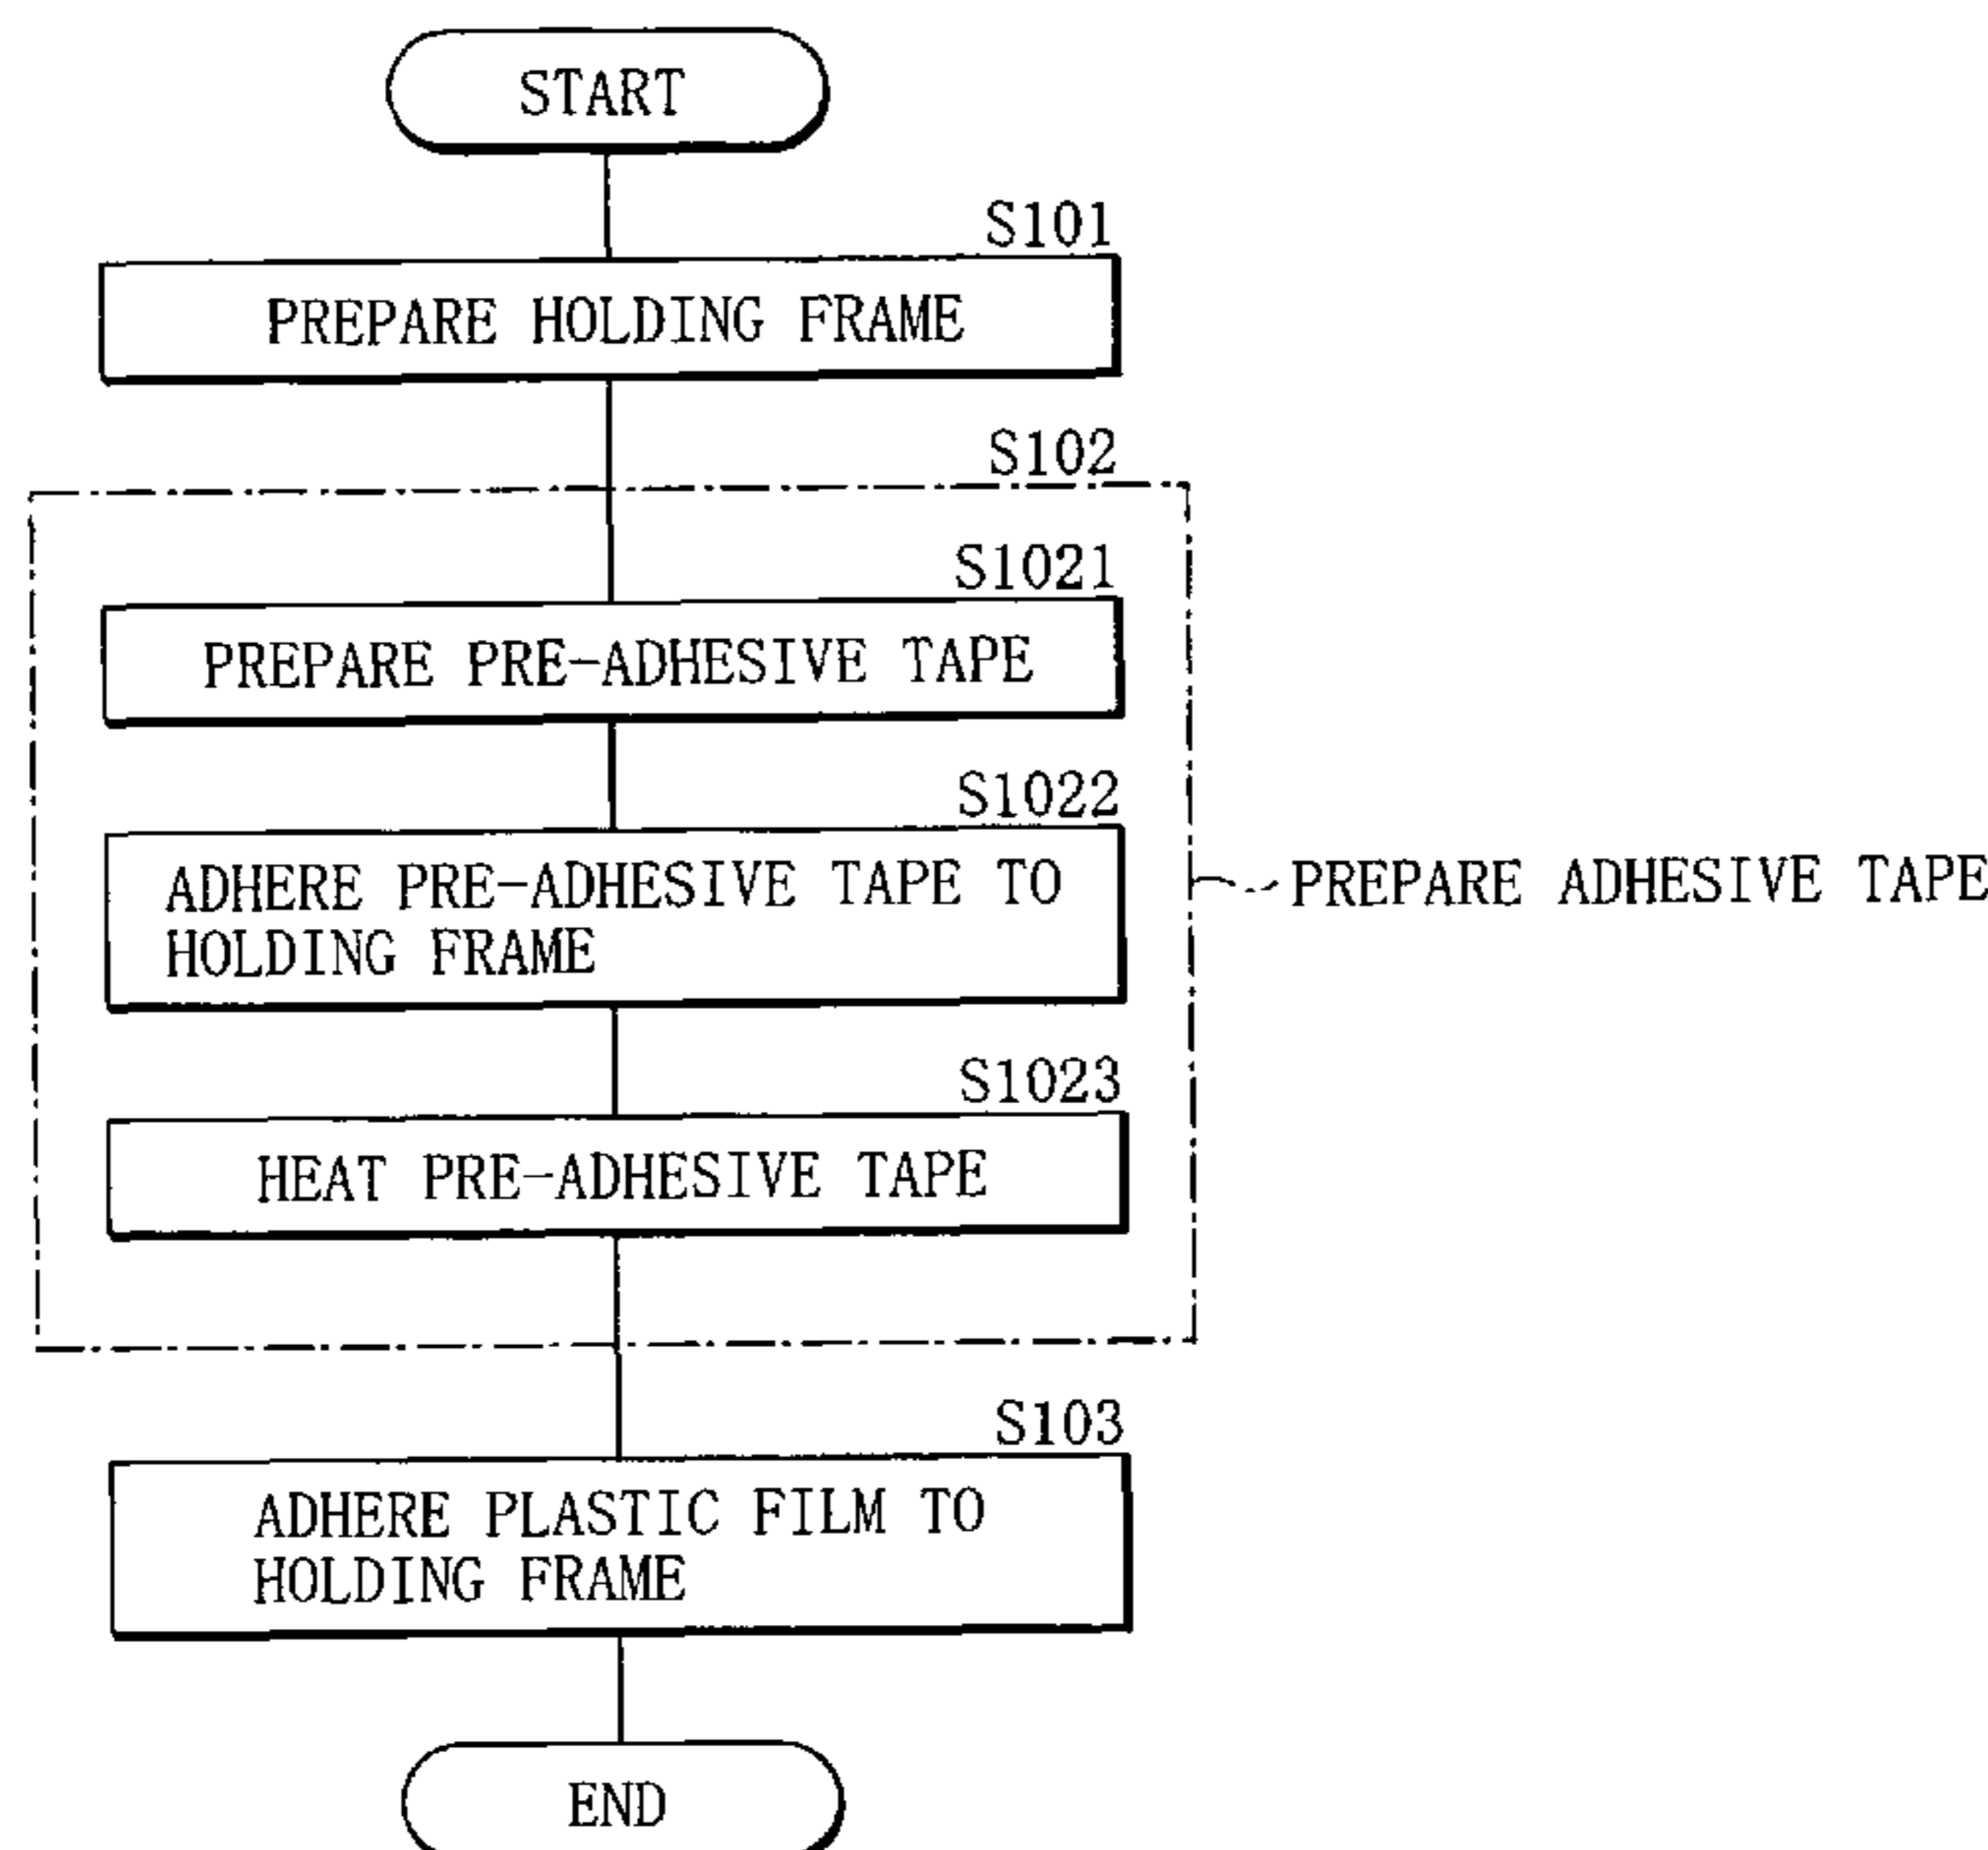 START
S101
PREPARE HOLDING FRAME
S102
S1021
PREPARE PRE-ADHESIVE TAPE
S1022
ADHERE PRE-ADHESIVE TAPE TO
HOLDING FRAME
PREPARE ADHESIVE TAPE
S1023
HEAT PRE-ADHESIVE TAPE
S103
ADHERE PLASTIC FILM TO
HOLDING FRAME
END